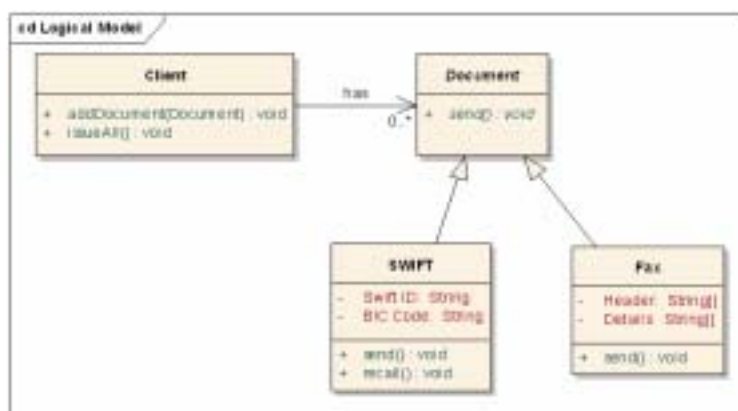 cd Logical Model
Client
+ addDocument(Document) : void
+ issueAll() : void
has
0..*
Document
+ send() : void
SWIFT
- Swift ID: String
- BIC Code: String
+ send() : void
+ recall() : void
Fax
- Header: String[]
- Details: String[]
+ send() : void